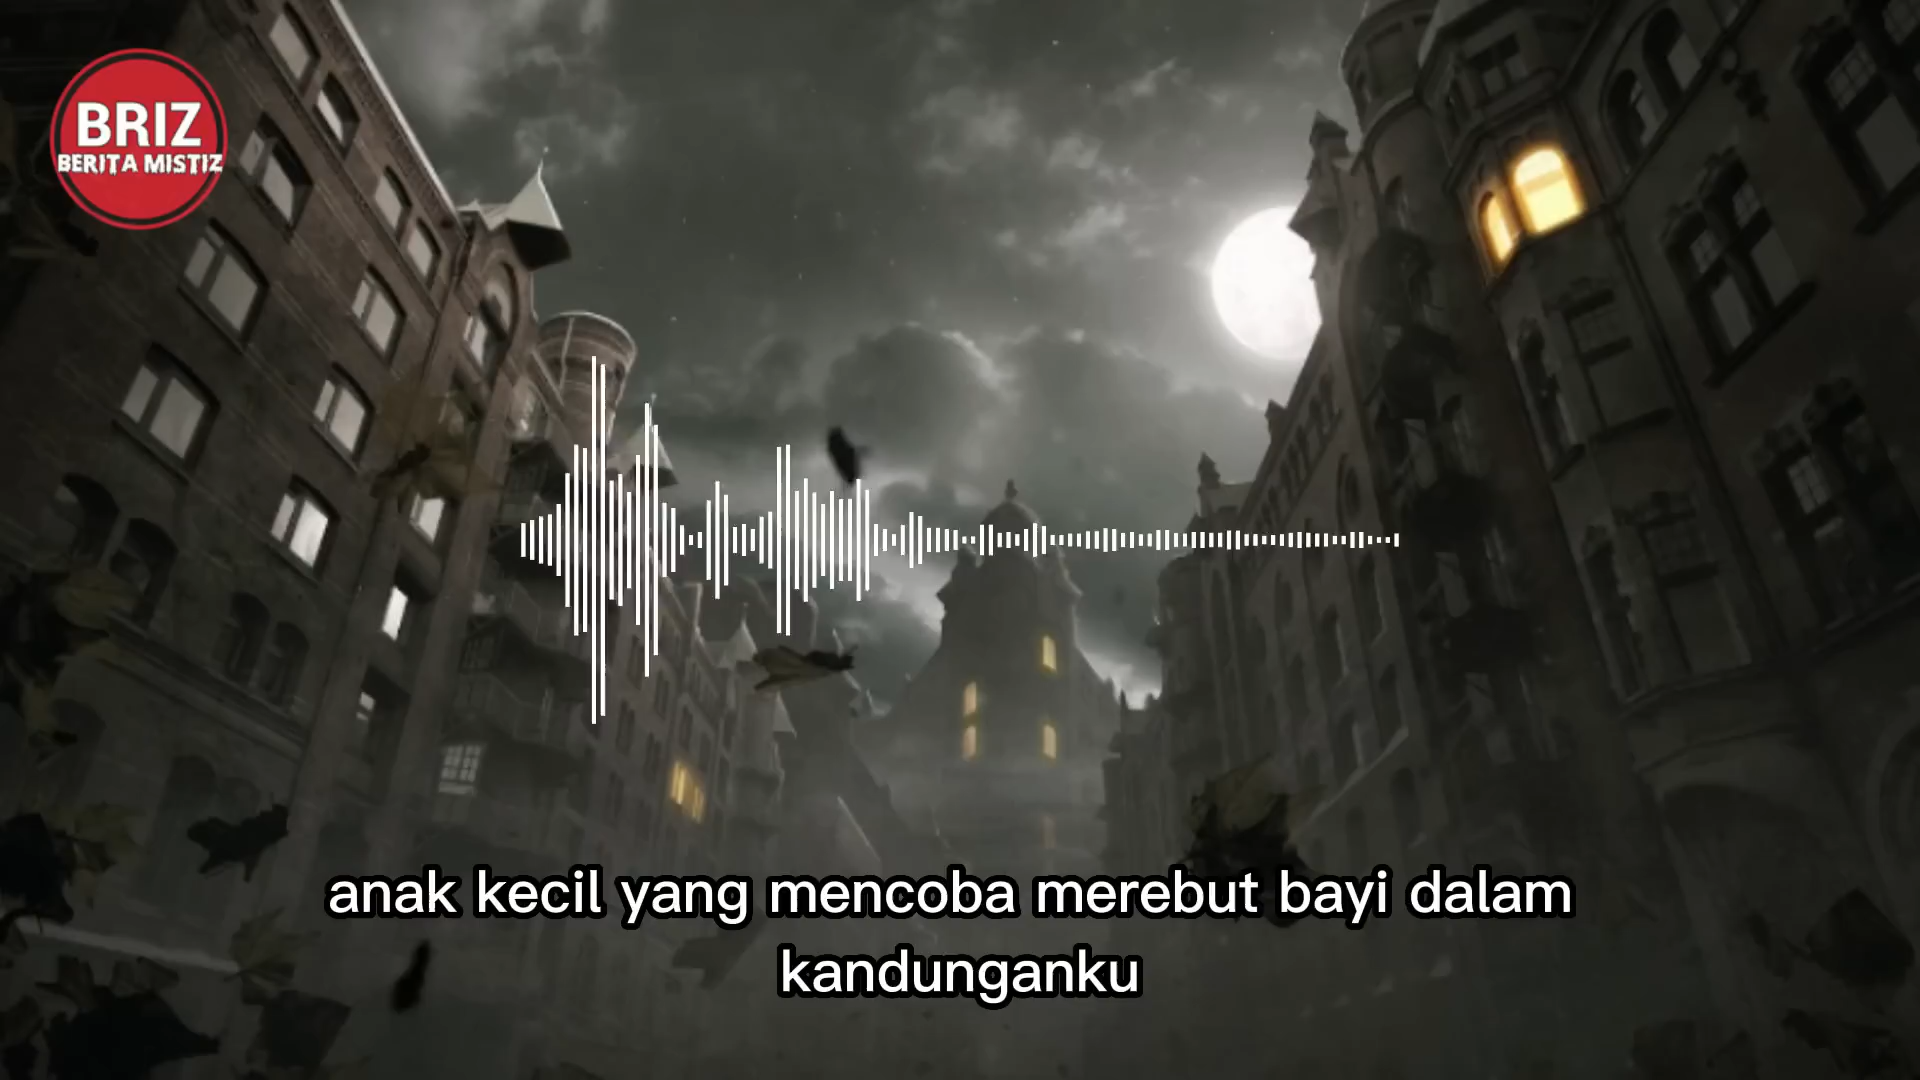 BRIZ
BERITA MISTIZ
anak kecil yang mencoba merebut bayi dalam
kandunganku